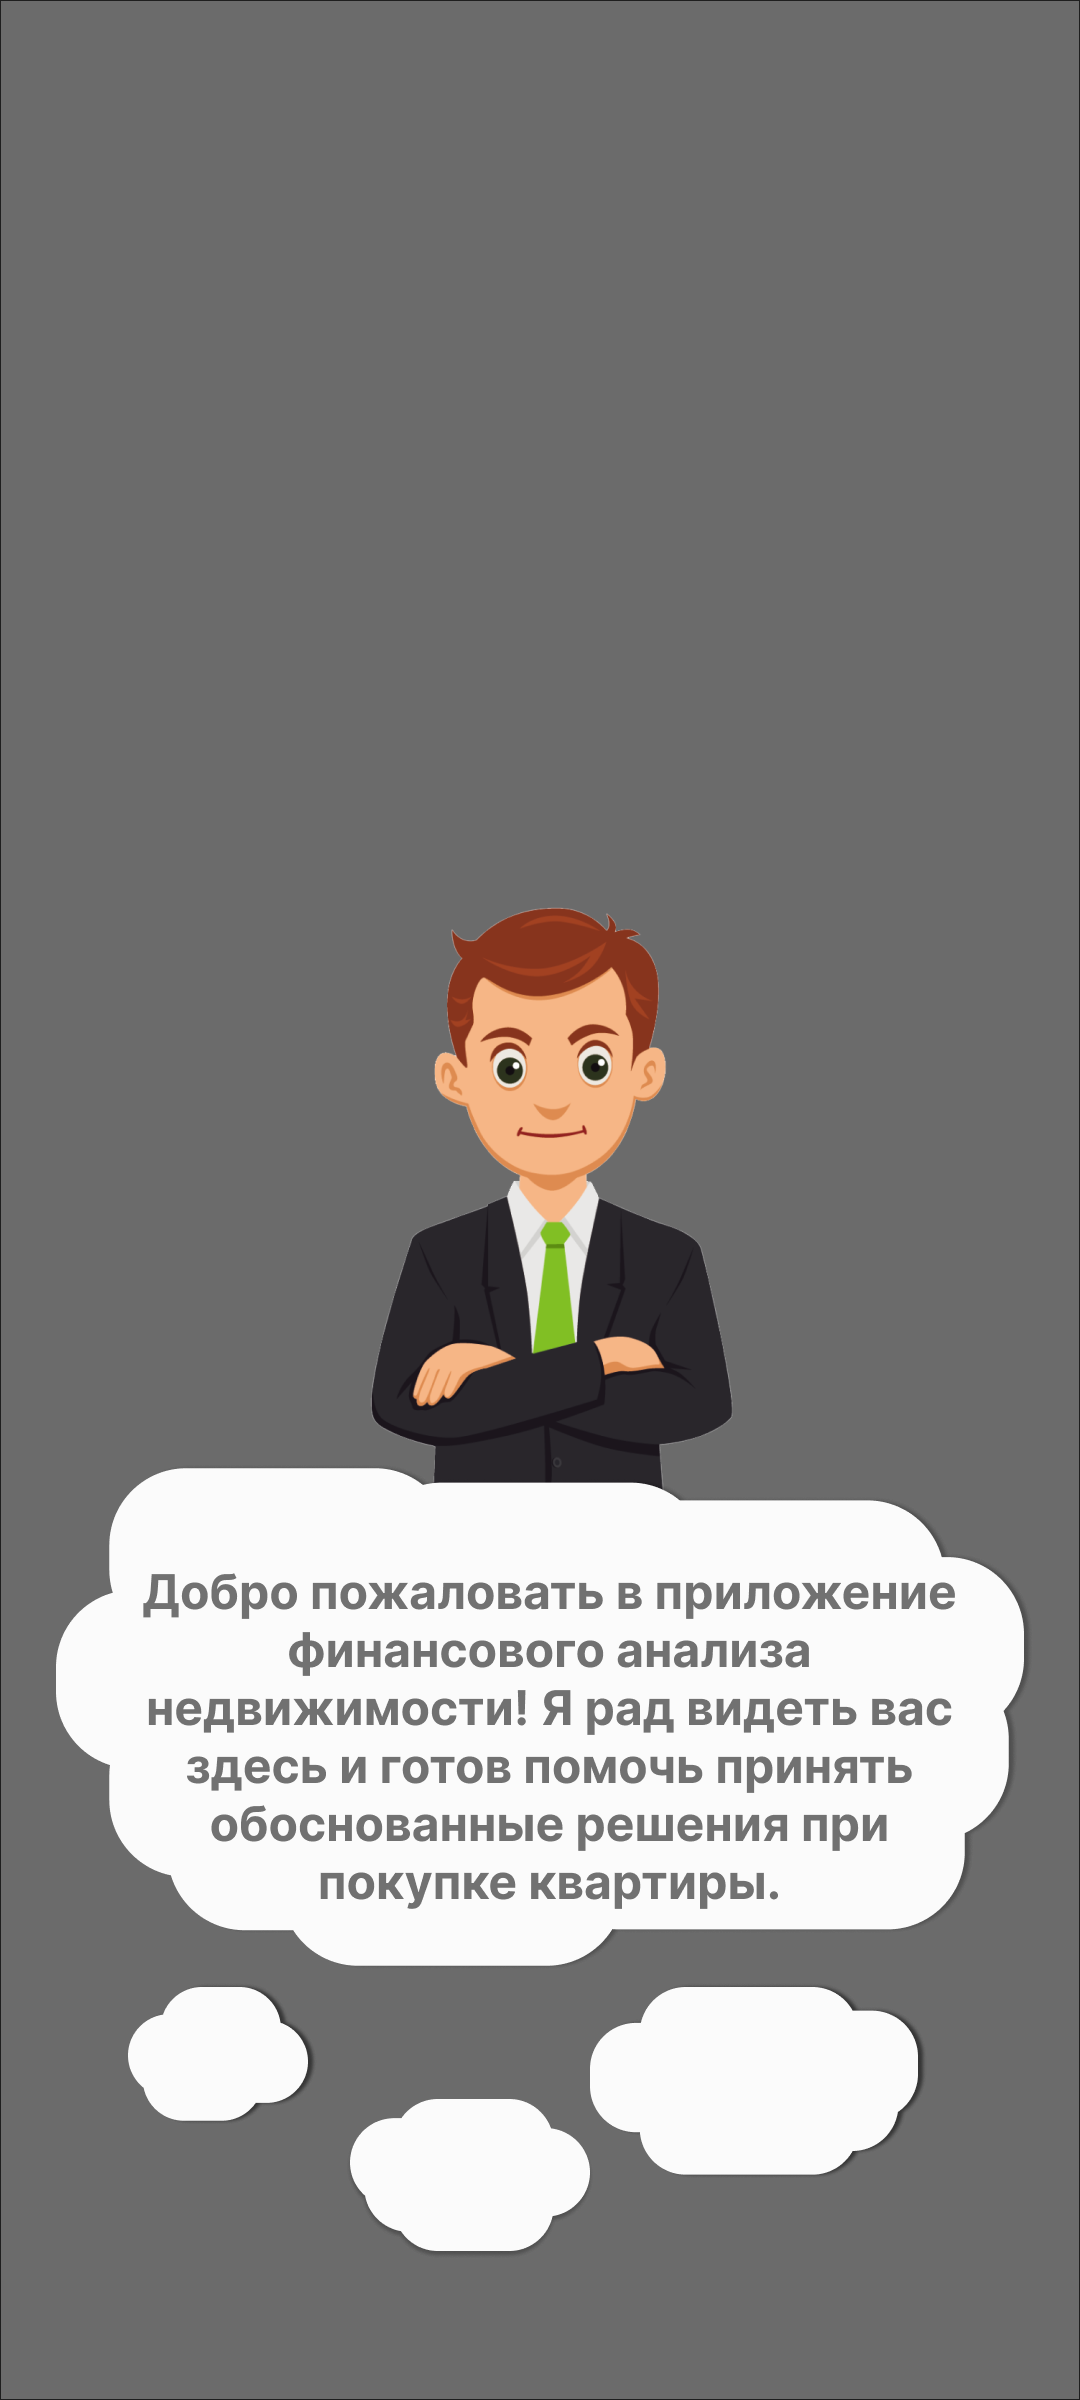 Добро пожаловать в приложение
финансового анализа
недвижимости! Я рад видеть вас
здесь и готов помочь принять
обоснованные решения при
покупке квартиры.